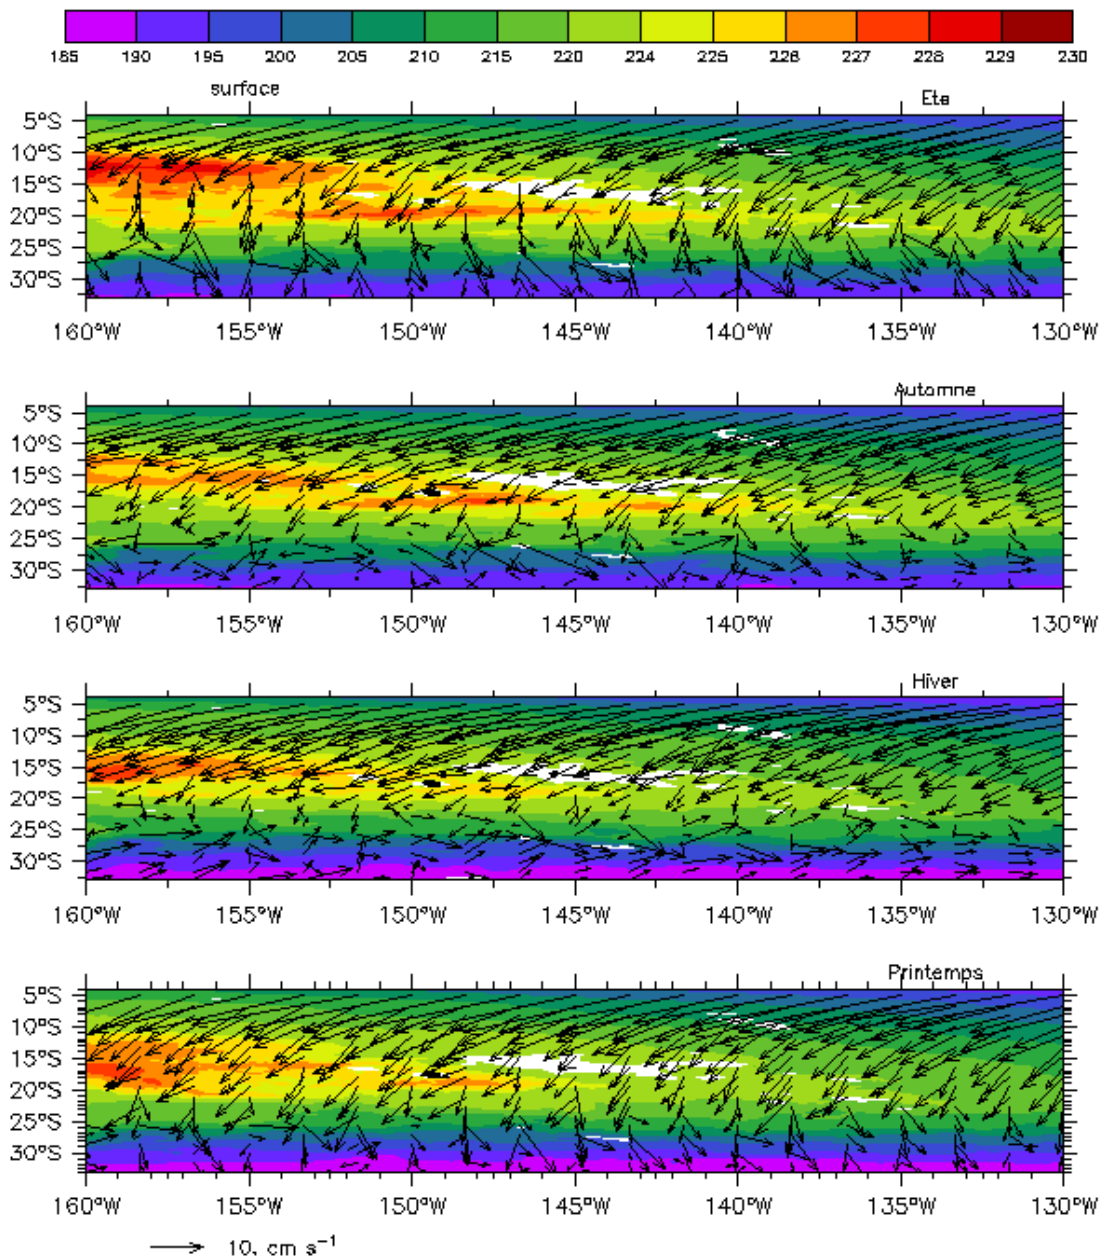 185 190 195 200 205 210 215 220 224 225 226 227 228 229 230
surface Ete
5°S
10°S
15°S
20°S
25°S
30°S
160°W 155°W 150°W 145°W 140°W 135°W 130°W
Automne
5°S
10°S
15°S
20°S
25°S
30°S
160°W 155°W 150°W 145°W 140°W 135°W 130°W
Hiver
5°S
10°S
15°S
20°S
25°S
30°S
160°W 155°W 150°W 145°W 140°W 135°W 130°W
Printemps
5°S
10°S
15°S
20°S
25°S
30°S
160°W 155°W 150°W 145°W 140°W 135°W 130°W
10, cm s⁻¹